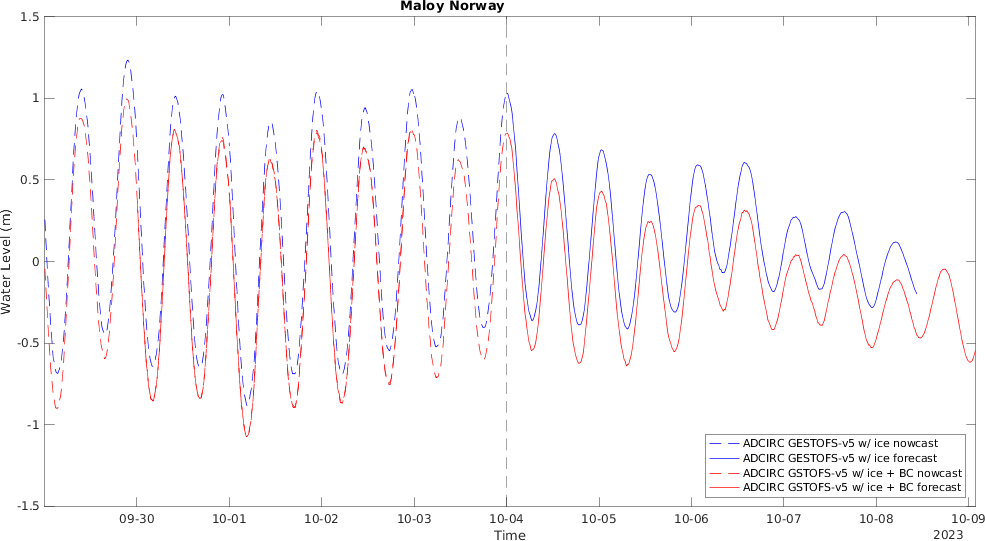 Maloy Norway
1.5
1
0.5
0
-0.5
-1
-1.5
Water Level (m)
09-30
10-01
10-02
10-03
10-04
10-05
10-06
10-07
10-08
10-09
Time
2023
ADCIRC GESTOFS-v5 w/ ice nowcast
ADCIRC GESTOFS-v5 w/ ice forecast
ADCIRC GSTOFS-v5 w/ ice + BC nowcast
ADCIRC GSTOFS-v5 w/ ice + BC forecast